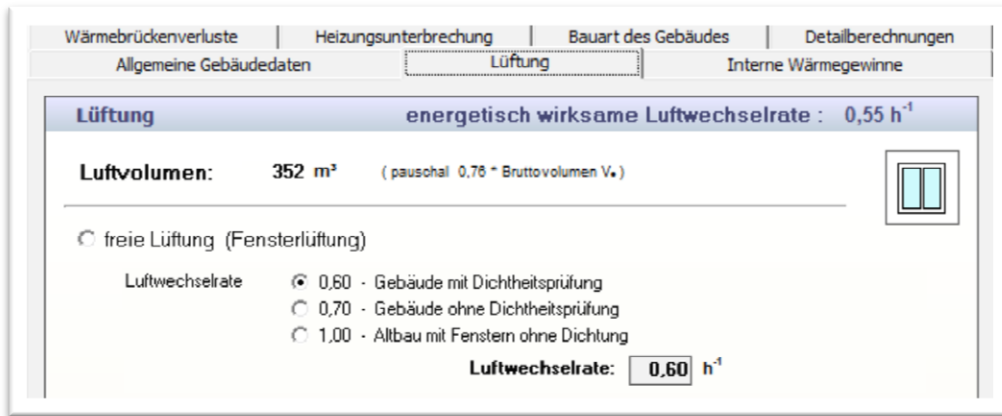 Wärmebrückenverluste Heizungsunterbrechung Bauart des Gebäudes Detailberechnungen
Allgemeine Gebäudedaten Lüftung Interne Wärmegewinne
Lüftung energetisch wirksame Luftwechselrate : 0,55 h⁻¹
Luftvolumen: 352 m³ ( pauschal 0,76 * Bruttovolumen Vₑ )
freie Lüftung (Fensterlüftung)
Luftwechselrate 0,60 - Gebäude mit Dichtheitsprüfung
0,70 - Gebäude ohne Dichtheitsprüfung
1,00 - Altbau mit Fenstern ohne Dichtung
Luftwechselrate: 0,60 h⁻¹